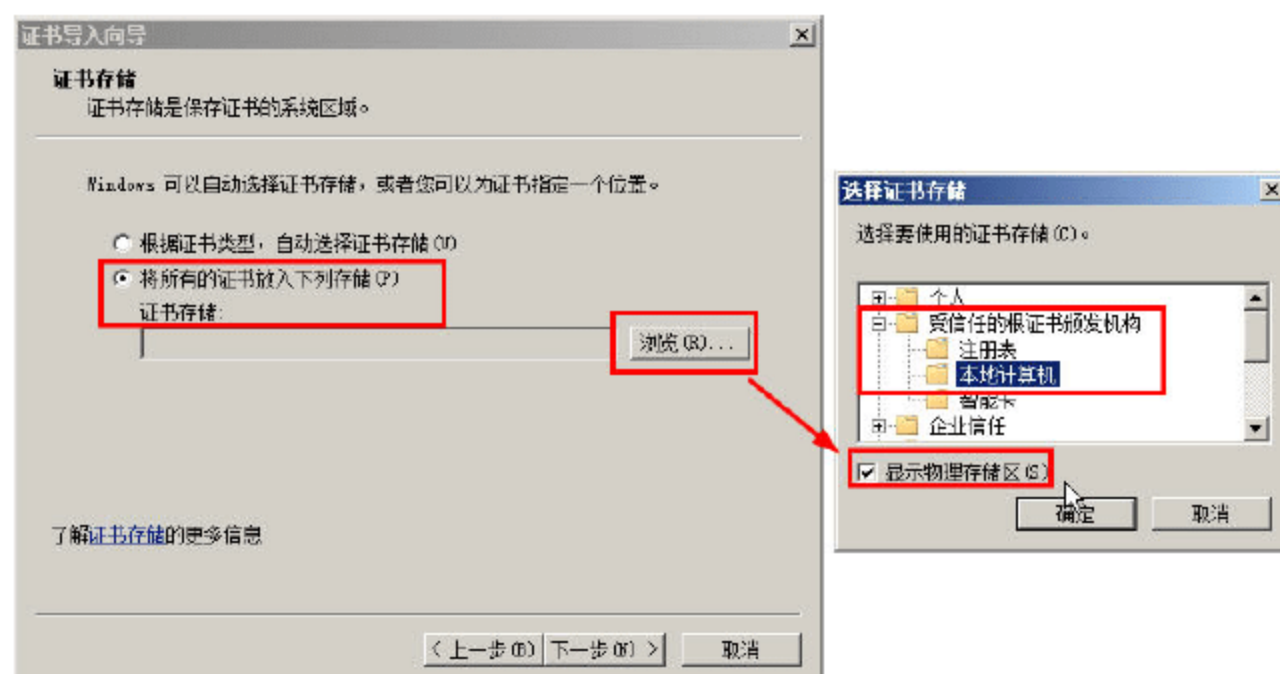 证书导入向导
证书存储
证书存储是保存证书的系统区域。
Windows 可以自动选择证书存储，或者您可以为证书指定一个位置。
根据证书类型，自动选择证书存储(U)
将所有的证书放入下列存储(P)
证书存储:
浏览(R)...
了解证书存储的更多信息
< 上一步(B)
下一步(N) >
取消
选择证书存储
选择要使用的证书存储(C)。
个人
受信任的根证书颁发机构
注册表
本地计算机
智能卡
企业信任
显示物理存储区(S)
确定
取消